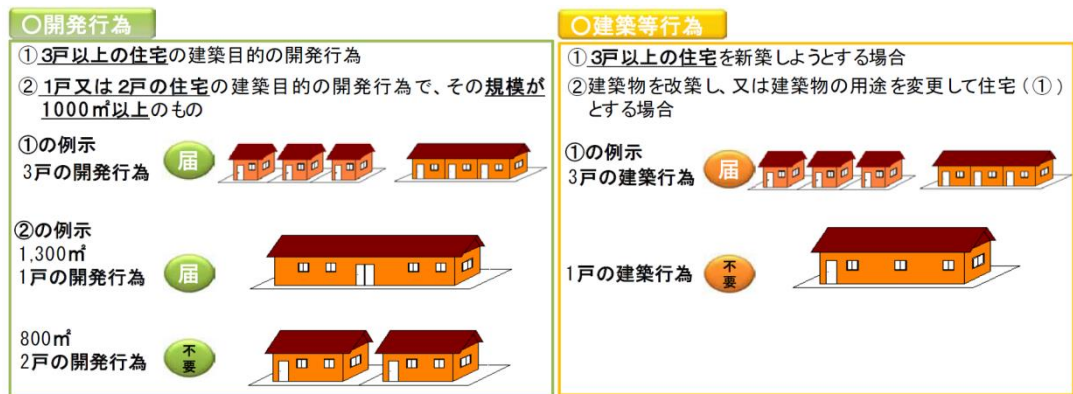 〇開発行為
①3戸以上の住宅の建築目的の開発行為
②1戸又は2戸の住宅の建築目的の開発行為で、その規模が
1000㎡以上のもの
①の例示
3戸の開発行為
届
②の例示
1,300㎡
1戸の開発行為
届
800㎡
2戸の開発行為
不
要
〇建築等行為
①3戸以上の住宅を新築しようとする場合
②建築物を改築し、又は建築物の用途を変更して住宅(①)
とする場合
①の例示
3戸の建築行為
届
1戸の建築行為
不
要